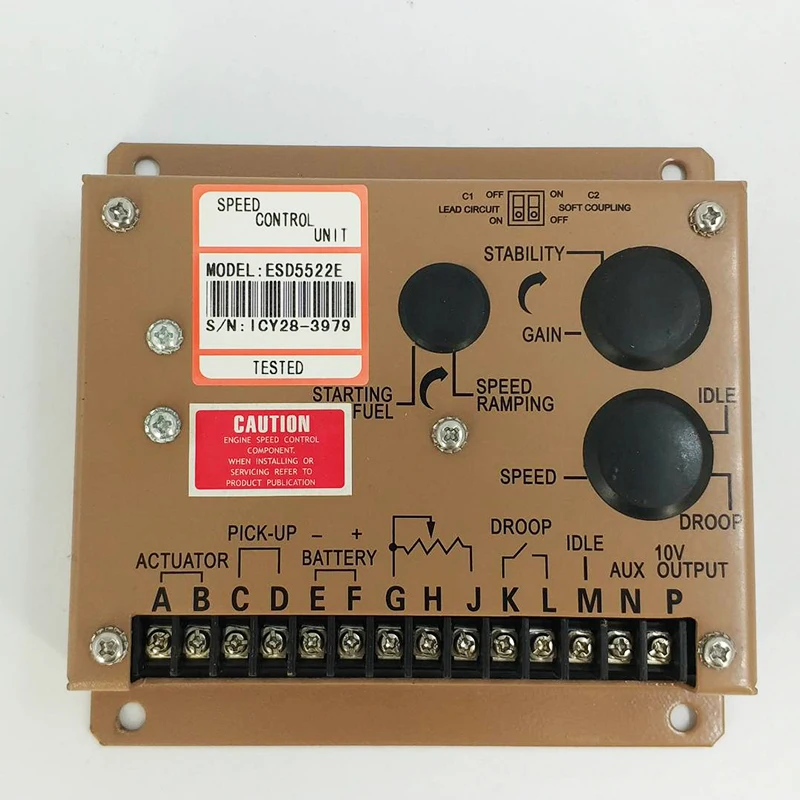 SPEED
CONTROL
UNIT
MODEL:ESD5522E
S/N:ICY28-3979
TESTED
CAUTION
ENGINE SPEED CONTROL
COMPONENT.
WHEN INSTALLING OR
SERVICING REFER TO
PRODUCT PUBLICATION
C1 OFF ON C2
LEAD CIRCUIT SOFT COUPLING
ON OFF
STABILITY
GAIN
STARTING
FUEL
SPEED
RAMPING
IDLE
SPEED
DROOP
PICK-UP - + DROOP IDLE 10V
ACTUATOR BATTERY AUX OUTPUT
A B C D E F G H J K L M N P